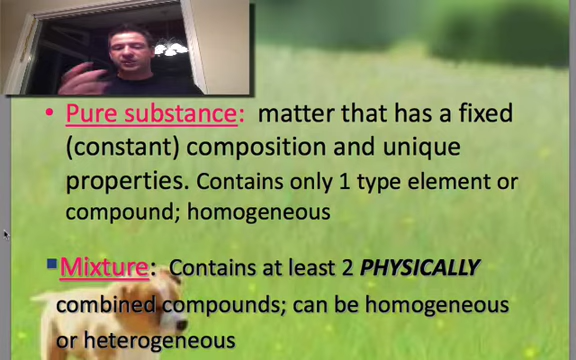 • Pure substance: matter that has a fixed
(constant) composition and unique
properties. Contains only 1 type element or
compound; homogeneous
▪Mixture: Contains at least 2 PHYSICALLY
combined compounds; can be homogeneous
or heterogeneous